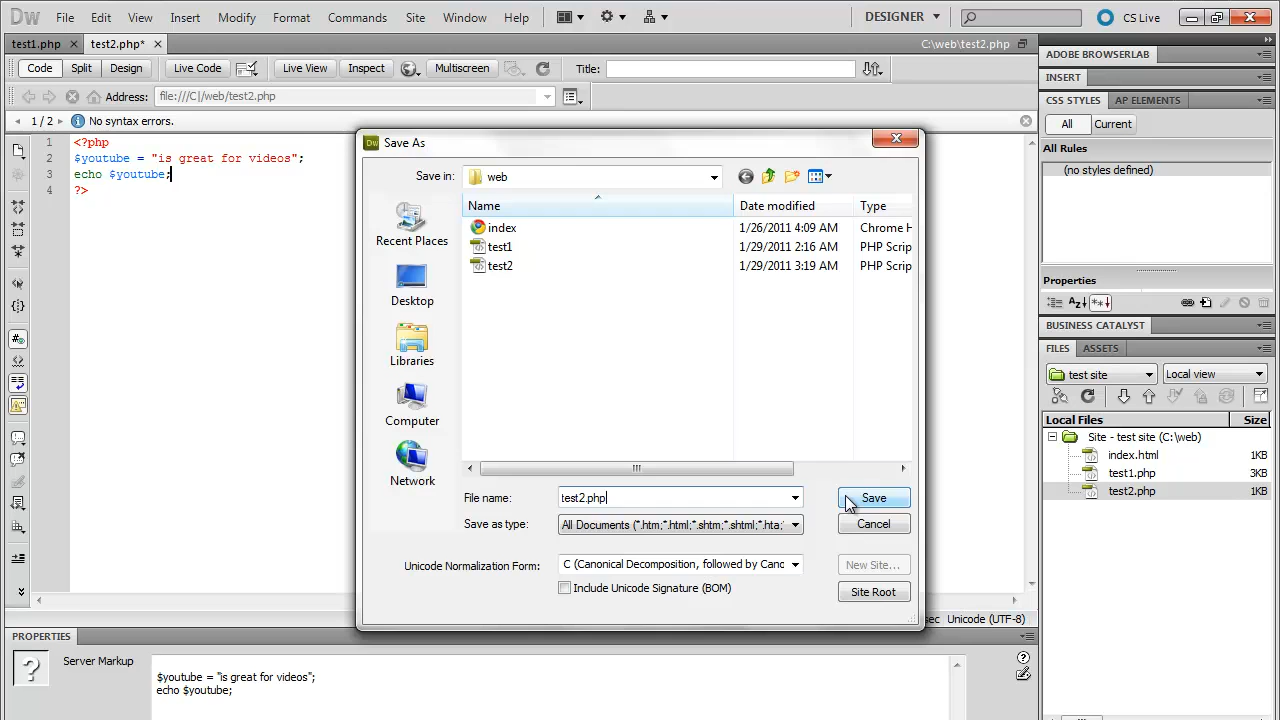 Dw File Edit View Insert Modify Format Commands Site Window Help DESIGNER CS Live
test1.php test2.php* C:\web\test2.php
Code Split Design Live Code Live View Inspect Multiscreen Title:
Address: file:///C|/web/test2.php
1 / 2 No syntax errors.
1 <?php
2 $youtube = "is great for videos";
3 echo $youtube;
4 ?>
Dw Save As
Save in: web
Name Date modified Type
index 1/26/2011 4:09 AM Chrome H
test1 1/29/2011 2:16 AM PHP Scrip
test2 1/29/2011 3:19 AM PHP Scrip
Recent Places
Desktop
Libraries
Computer
Network
File name: test2.php Save
Save as type: All Documents (*.htm;*.html;*.shtm;*.shtml;*.hta; Cancel
Unicode Normalization Form: C (Canonical Decomposition, followed by Canc New Site...
Include Unicode Signature (BOM) Site Root
sec Unicode (UTF-8)
ADOBE BROWSERLAB
INSERT
CSS STYLES AP ELEMENTS
All Current
All Rules
(no styles defined)
Properties
Az
BUSINESS CATALYST
FILES ASSETS
test site Local view
Local Files Size
Site - test site (C:\web)
index.html 1KB
test1.php 3KB
test2.php 1KB
PROPERTIES
Server Markup
$youtube = "is great for videos";
echo $youtube;